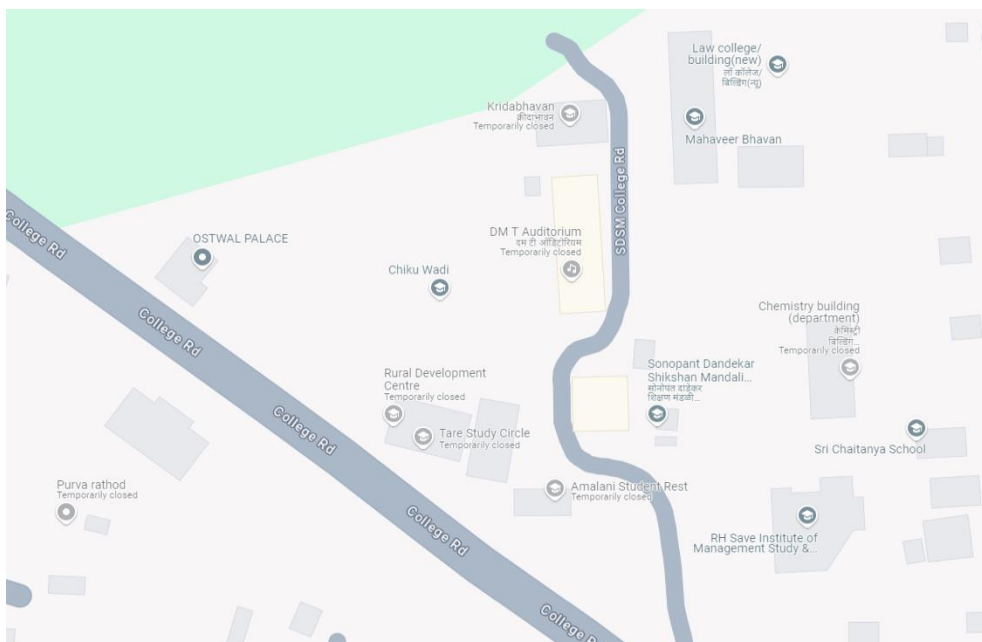 Law college/
building(new)
लॉ कॉलेज/
बिल्डिंग(न्यू)
Kridabhavan
क्रीडाभवन
Temporarily closed
Mahaveer Bhavan
SDSM College Rd
College Rd
OSTWAL PALACE
DM T Auditorium
दम टी ऑडिटोरियम
Temporarily closed
Chiku Wadi
College Rd
Chemistry building
(department)
केमिस्ट्री
बिल्डिंग...
Temporarily closed
Sonopant Dandekar
Shikshan Mandali...
सोनोपंत दांडेकर
शिक्षण मंडळी...
Rural Development
Centre
Temporarily closed
College Rd
Tare Study Circle
Temporarily closed
Sri Chaitanya School
Purva rathod
Temporarily closed
Amalani Student Rest
Temporarily closed
College Rd
RH Save Institute of
Management Study &...
College Rd